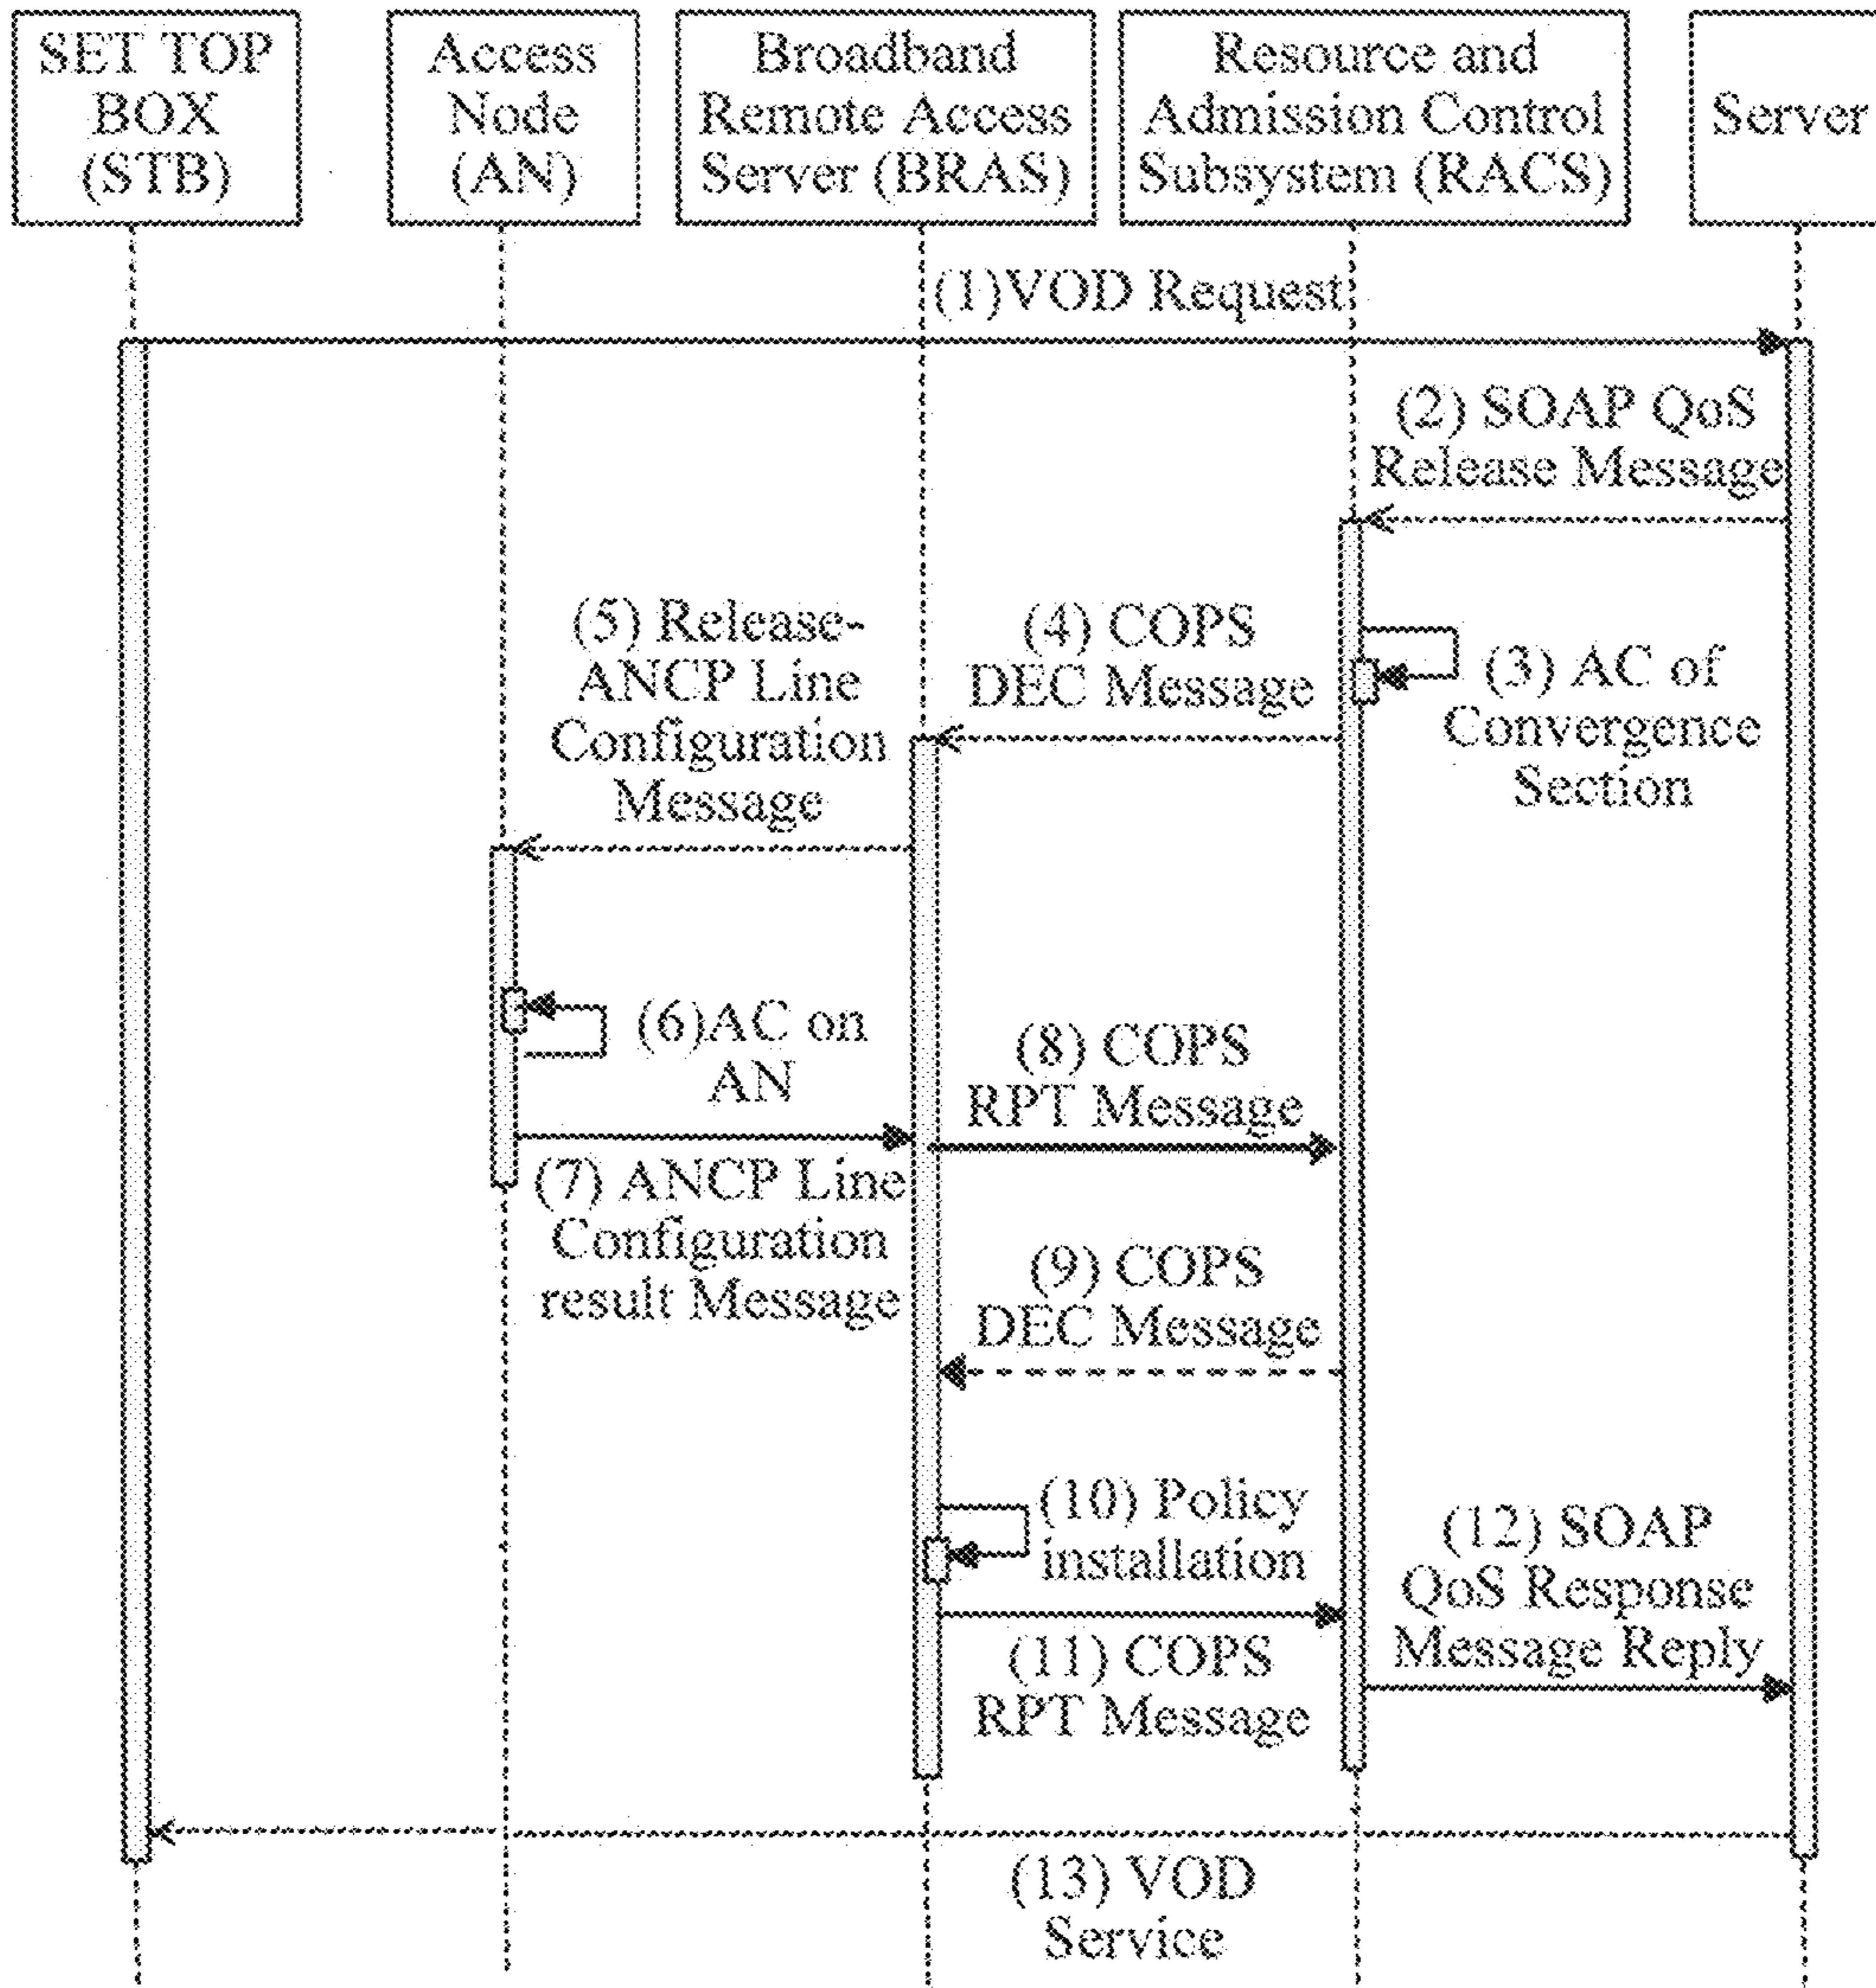 SET TOP
BOX
(STB)
Access
Node
(AN)
Broadband
Remote Access
Server (BRAS)
Resource and
Admission Control
Subsystem (RACS)
Server
(1)VOD Request
(2) SOAP QoS
Release Message
(3) AC of
Convergence
Section
(4) COPS
DEC Message
(5) Release-
ANCP Line
Configuration
Message
(6)AC on
AN
(7) ANCP Line
Configuration
result Message
(8) COPS
RPT Message
(9) COPS
DEC Message
(10) Policy
installation
(11) COPS
RPT Message
(12) SOAP
QoS Response
Message Reply
(13) VOD
Service